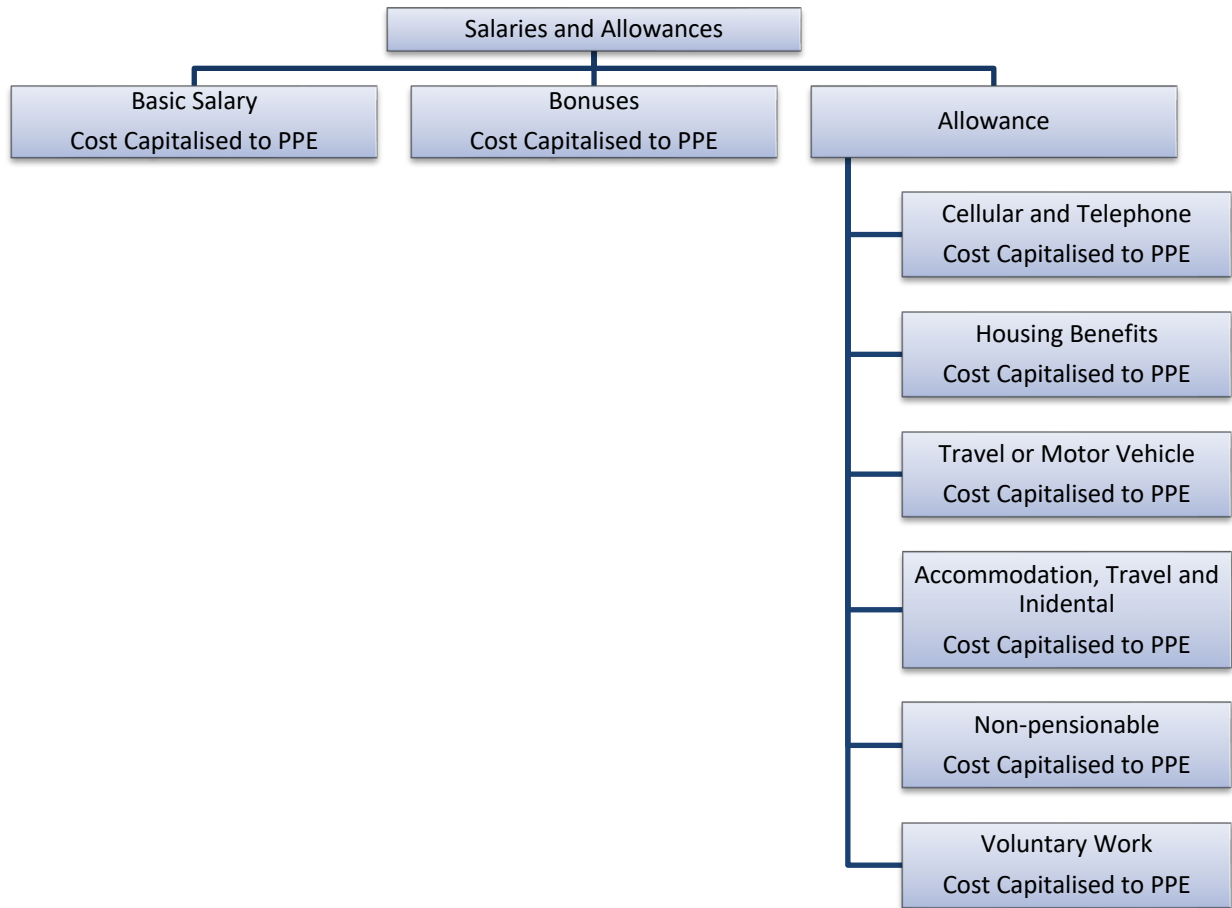 Salaries and Allowances
Basic Salary
Cost Capitalised to PPE
Bonuses
Cost Capitalised to PPE
Allowance
Cellular and Telephone
Cost Capitalised to PPE
Housing Benefits
Cost Capitalised to PPE
Travel or Motor Vehicle
Cost Capitalised to PPE
Accommodation, Travel and
Inidental
Cost Capitalised to PPE
Non-pensionable
Cost Capitalised to PPE
Voluntary Work
Cost Capitalised to PPE